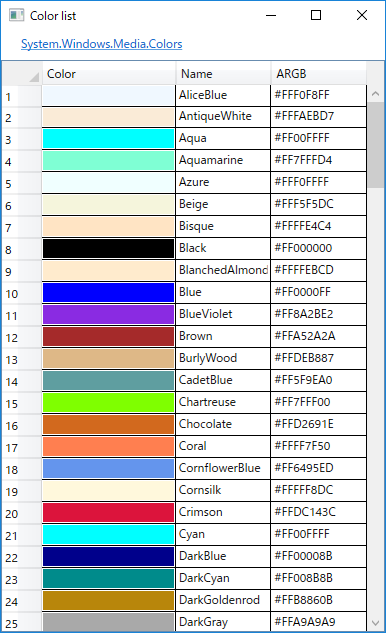 Color list
System.Windows.Media.Colors
Color Name ARGB
1 AliceBlue #FFF0F8FF
2 AntiqueWhite #FFFAEBD7
3 Aqua #FF00FFFF
4 Aquamarine #FF7FFFD4
5 Azure #FFF0FFFF
6 Beige #FFF5F5DC
7 Bisque #FFFFE4C4
8 Black #FF000000
9 BlanchedAlmond #FFFFEBCD
10 Blue #FF0000FF
11 BlueViolet #FF8A2BE2
12 Brown #FFA52A2A
13 BurlyWood #FFDEB887
14 CadetBlue #FF5F9EA0
15 Chartreuse #FF7FFF00
16 Chocolate #FFD2691E
17 Coral #FFFF7F50
18 CornflowerBlue #FF6495ED
19 Cornsilk #FFFFF8DC
20 Crimson #FFDC143C
21 Cyan #FF00FFFF
22 DarkBlue #FF00008B
23 DarkCyan #FF008B8B
24 DarkGoldenrod #FFB8860B
25 DarkGray #FFA9A9A9